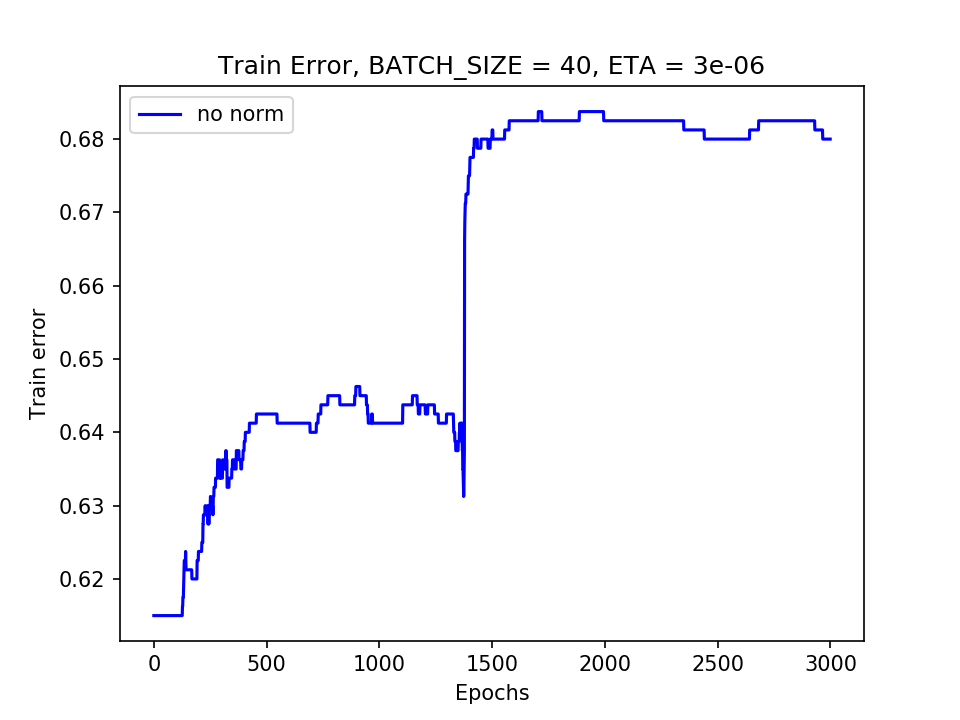 Train Error, BATCH_SIZE = 40, ETA = 3e-06
no norm
0.68
0.67
0.66
0.65
0.64
0.63
0.62
Train error
0 500 1000 1500 2000 2500 3000
Epochs